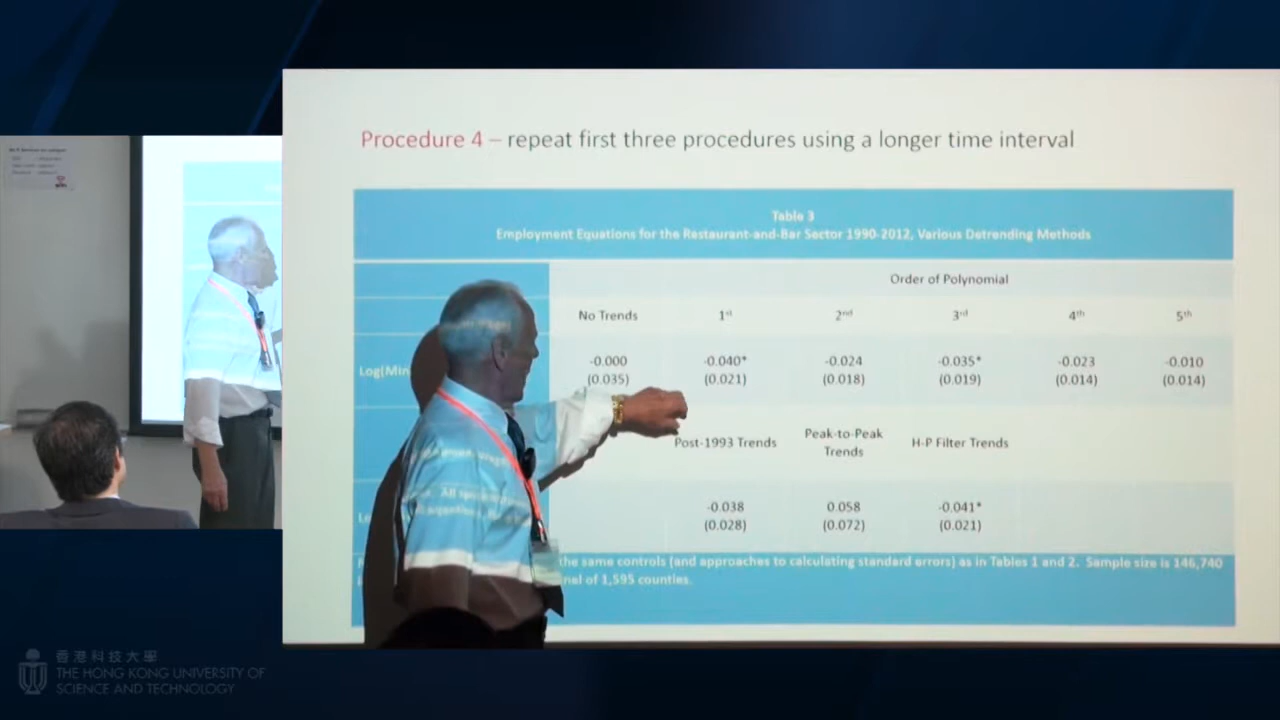 Procedure 4 – repeat first three procedures using a longer time interval
Table 3
Employment Equations for the Restaurant-and-Bar Sector 1990-2012, Various Detrending Methods
Order of Polynomial
No Trends 1st 2nd 3rd 4th 5th
Log(Min -0.000 -0.040* -0.024 -0.035* -0.023 -0.010
(0.035) (0.021) (0.018) (0.019) (0.014) (0.014)
Post-1993 Trends Peak-to-Peak Trends H-P Filter Trends
-0.038 0.058 -0.041*
(0.028) (0.072) (0.021)
the same controls (and approaches to calculating standard errors) as in Tables 1 and 2. Sample size is 146,740
of 1,595 counties.
香港科技大學
THE HONG KONG UNIVERSITY OF
SCIENCE AND TECHNOLOGY